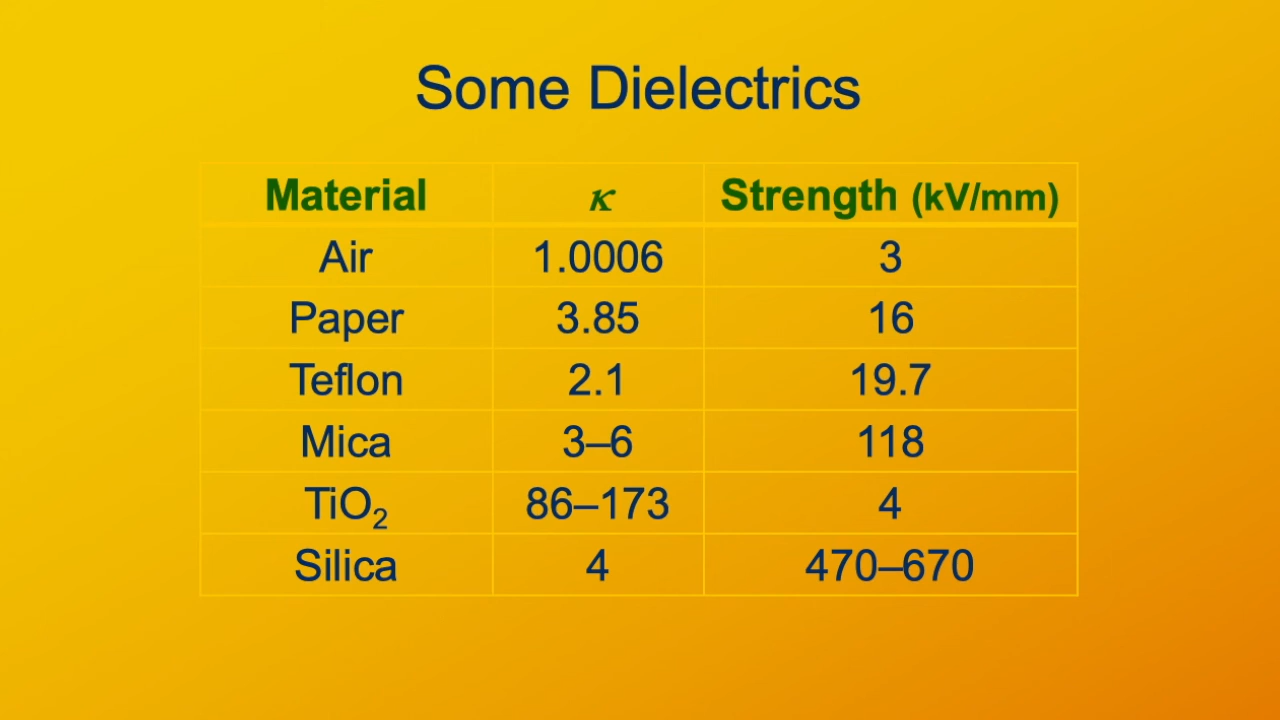 Some Dielectrics
Material κ Strength (kV/mm)
Air 1.0006 3
Paper 3.85 16
Teflon 2.1 19.7
Mica 3–6 118
TiO₂ 86–173 4
Silica 4 470–670